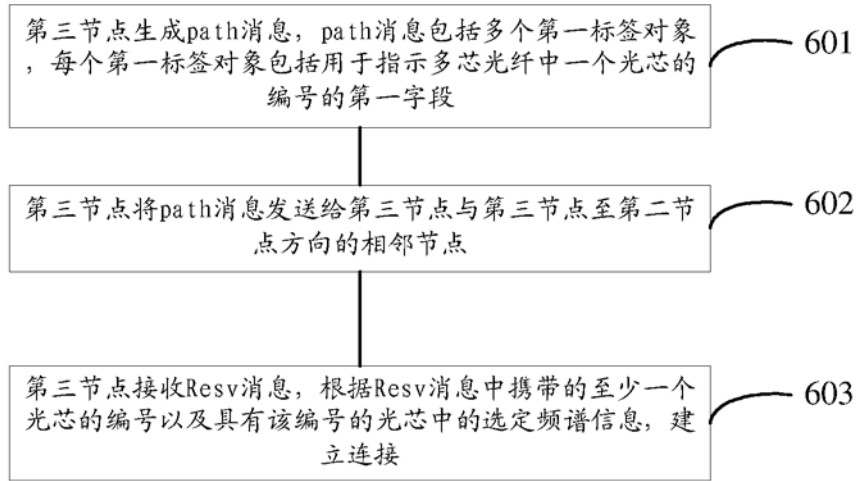 第三节点生成path消息，path消息包括多个第一标签对象
，每个第一标签对象包括用于指示多芯光纤中一个光芯的
编号的第一字段
601
第三节点将path消息发送给第三节点与第三节点至第二节
点方向的相邻节点
602
第三节点接收Resv消息，根据Resv消息中携带的至少一个
光芯的编号以及具有该编号的光芯中的选定频谱信息，建
立连接
603